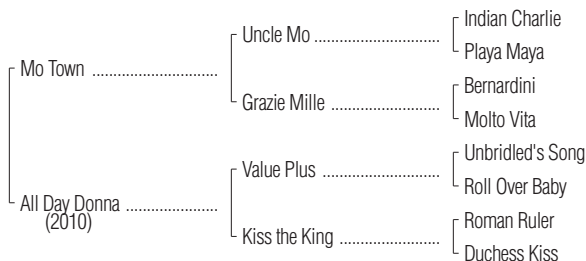 Indian Charlie
Uncle Mo
Playa Maya
Mo Town
Bernardini
Grazie Mille
Molto Vita
Unbridled's Song
Value Plus
Roll Over Baby
All Day Donna
(2010)
Roman Ruler
Kiss the King
Duchess Kiss